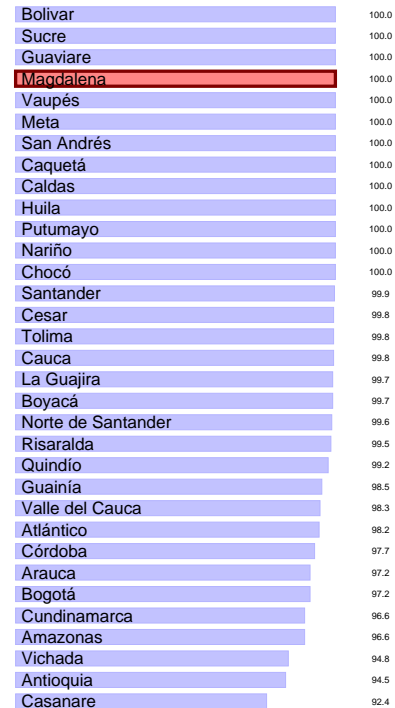 Bolivar 100.0
Sucre 100.0
Guaviare 100.0
Magdalena 100.0
Vaupés 100.0
Meta 100.0
San Andrés 100.0
Caquetá 100.0
Caldas 100.0
Huila 100.0
Putumayo 100.0
Nariño 100.0
Chocó 100.0
Santander 99.9
Cesar 99.8
Tolima 99.8
Cauca 99.8
La Guajira 99.7
Boyacá 99.7
Norte de Santander 99.6
Risaralda 99.5
Quindío 99.2
Guainía 98.5
Valle del Cauca 98.3
Atlántico 98.2
Córdoba 97.7
Arauca 97.2
Bogotá 97.2
Cundinamarca 96.6
Amazonas 96.6
Vichada 94.8
Antioquia 94.5
Casanare 92.4